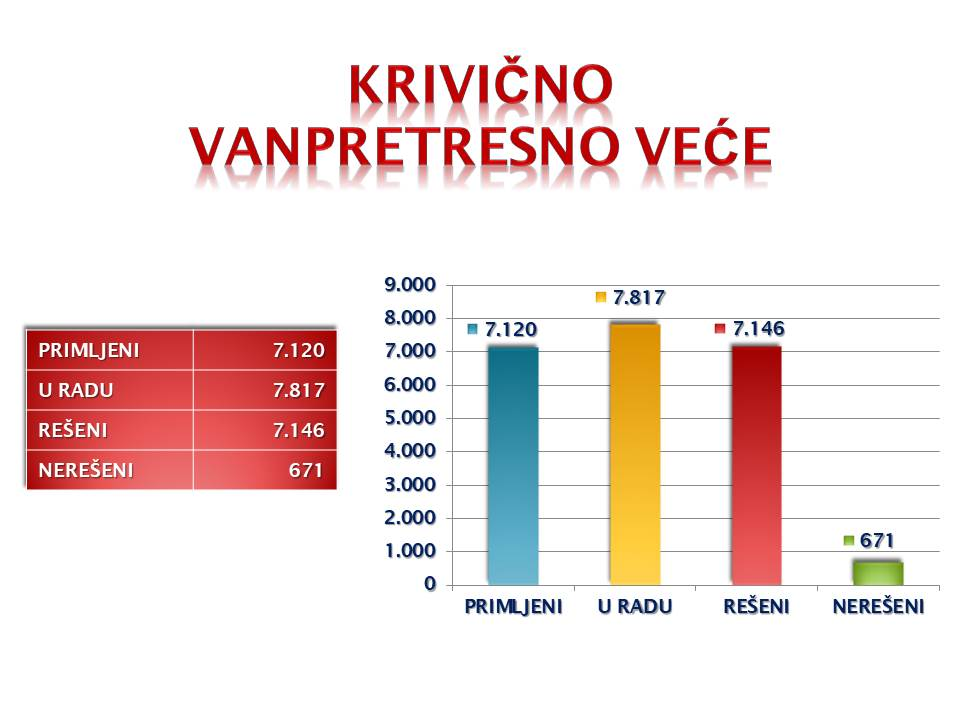 KRIVIČNO
VANPRETRESNO VEĆE
PRIMLJENI 7.120
U RADU 7.817
REŠENI 7.146
NEREŠENI 671
9.000
8.000
7.000
6.000
5.000
4.000
3.000
2.000
1.000
0
7.120
7.817
7.146
671
PRIMLJENI U RADU REŠENI NEREŠENI